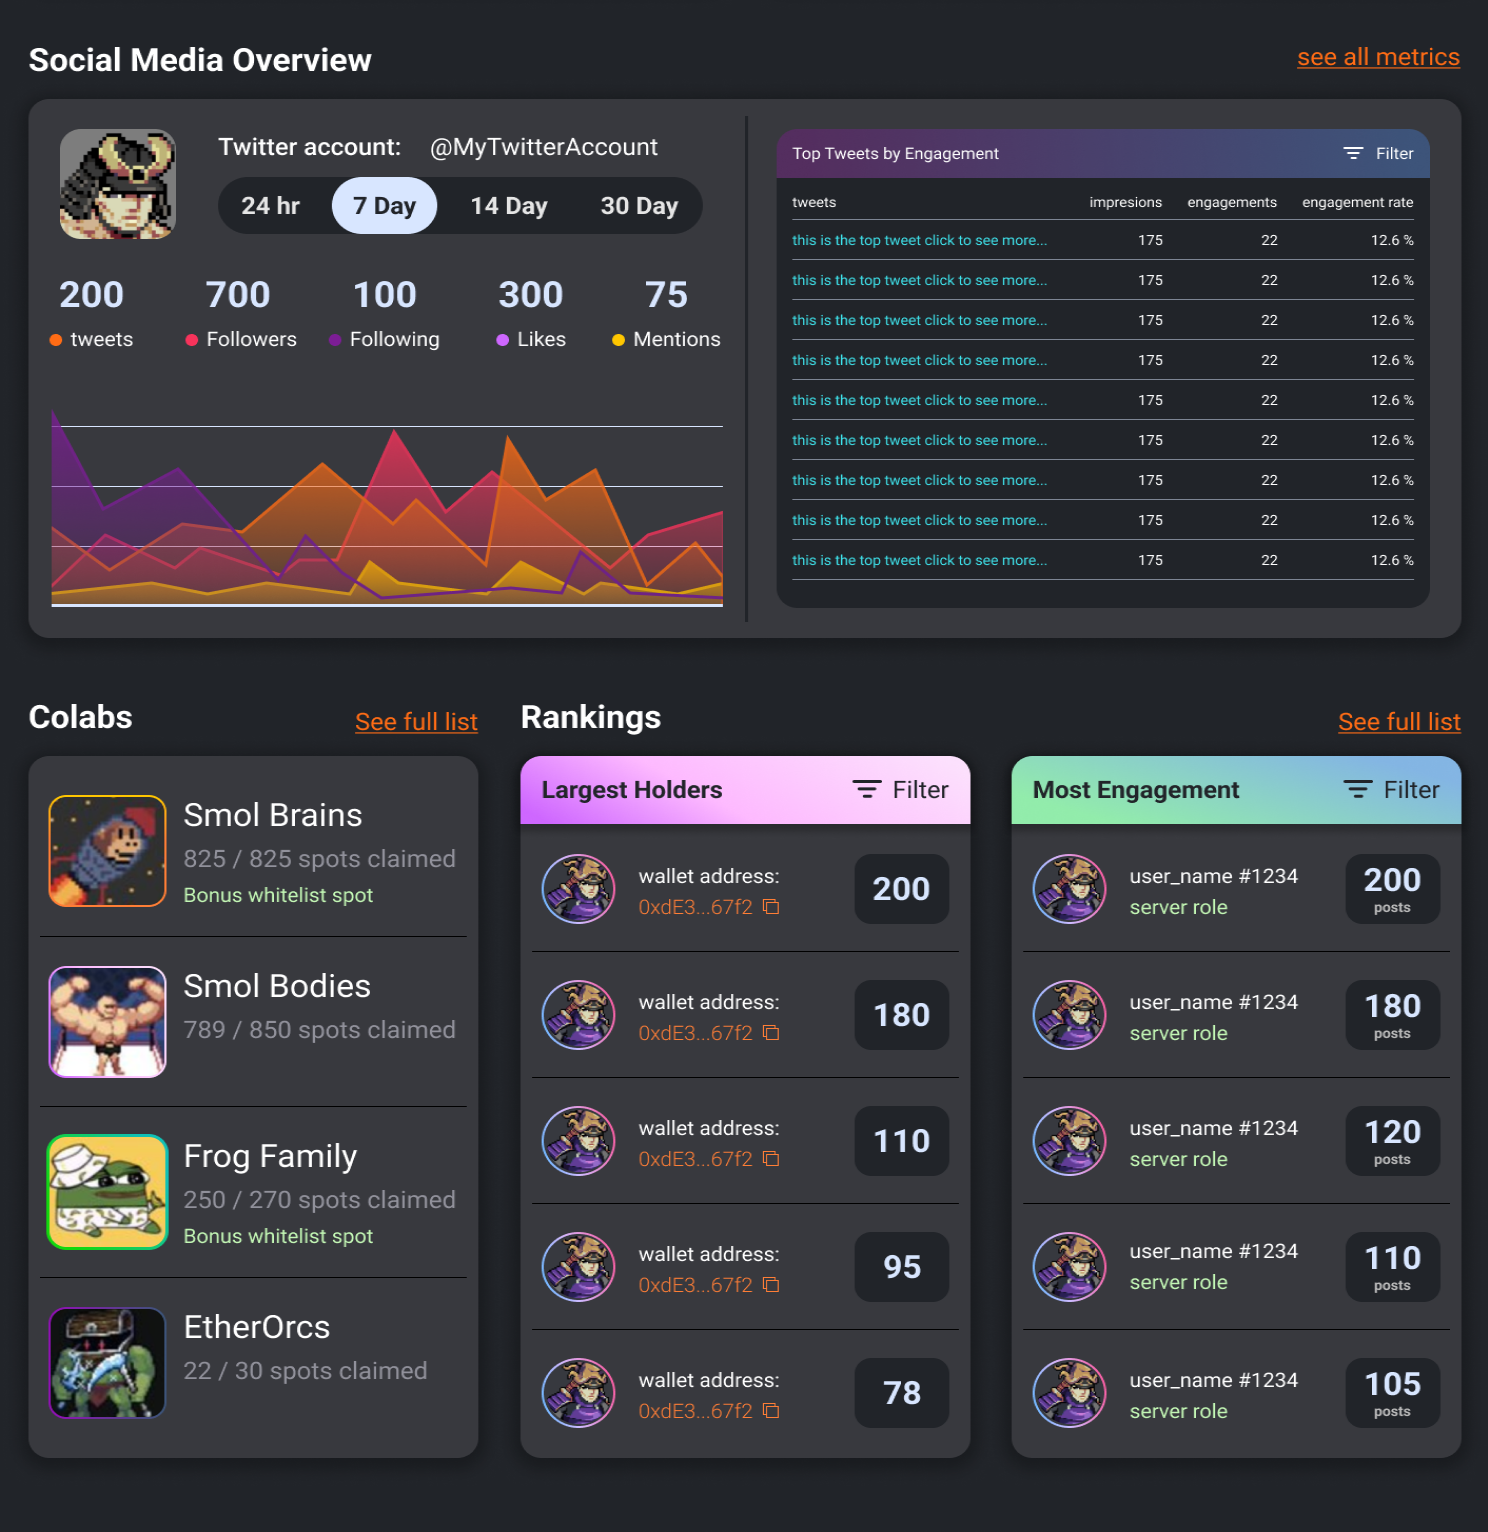 Social Media Overview
see all metrics
Twitter account: @MyTwitterAccount
24 hr 7 Day 14 Day 30 Day
200 700 100 300 75
tweets Followers Following Likes Mentions
Top Tweets by Engagement Filter
tweets impresions engagements engagement rate
this is the top tweet click to see more... 175 22 12.6 %
this is the top tweet click to see more... 175 22 12.6 %
this is the top tweet click to see more... 175 22 12.6 %
this is the top tweet click to see more... 175 22 12.6 %
this is the top tweet click to see more... 175 22 12.6 %
this is the top tweet click to see more... 175 22 12.6 %
this is the top tweet click to see more... 175 22 12.6 %
this is the top tweet click to see more... 175 22 12.6 %
this is the top tweet click to see more... 175 22 12.6 %
Colabs
See full list
Smol Brains
825 / 825 spots claimed
Bonus whitelist spot
Smol Bodies
789 / 850 spots claimed
Frog Family
250 / 270 spots claimed
Bonus whitelist spot
EtherOrcs
22 / 30 spots claimed
Rankings
See full list
Largest Holders Filter
wallet address:
0xdE3...67f2
200
wallet address:
0xdE3...67f2
180
wallet address:
0xdE3...67f2
110
wallet address:
0xdE3...67f2
95
wallet address:
0xdE3...67f2
78
Most Engagement Filter
user_name #1234
server role
200
posts
user_name #1234
server role
180
posts
user_name #1234
server role
120
posts
user_name #1234
server role
110
posts
user_name #1234
server role
105
posts